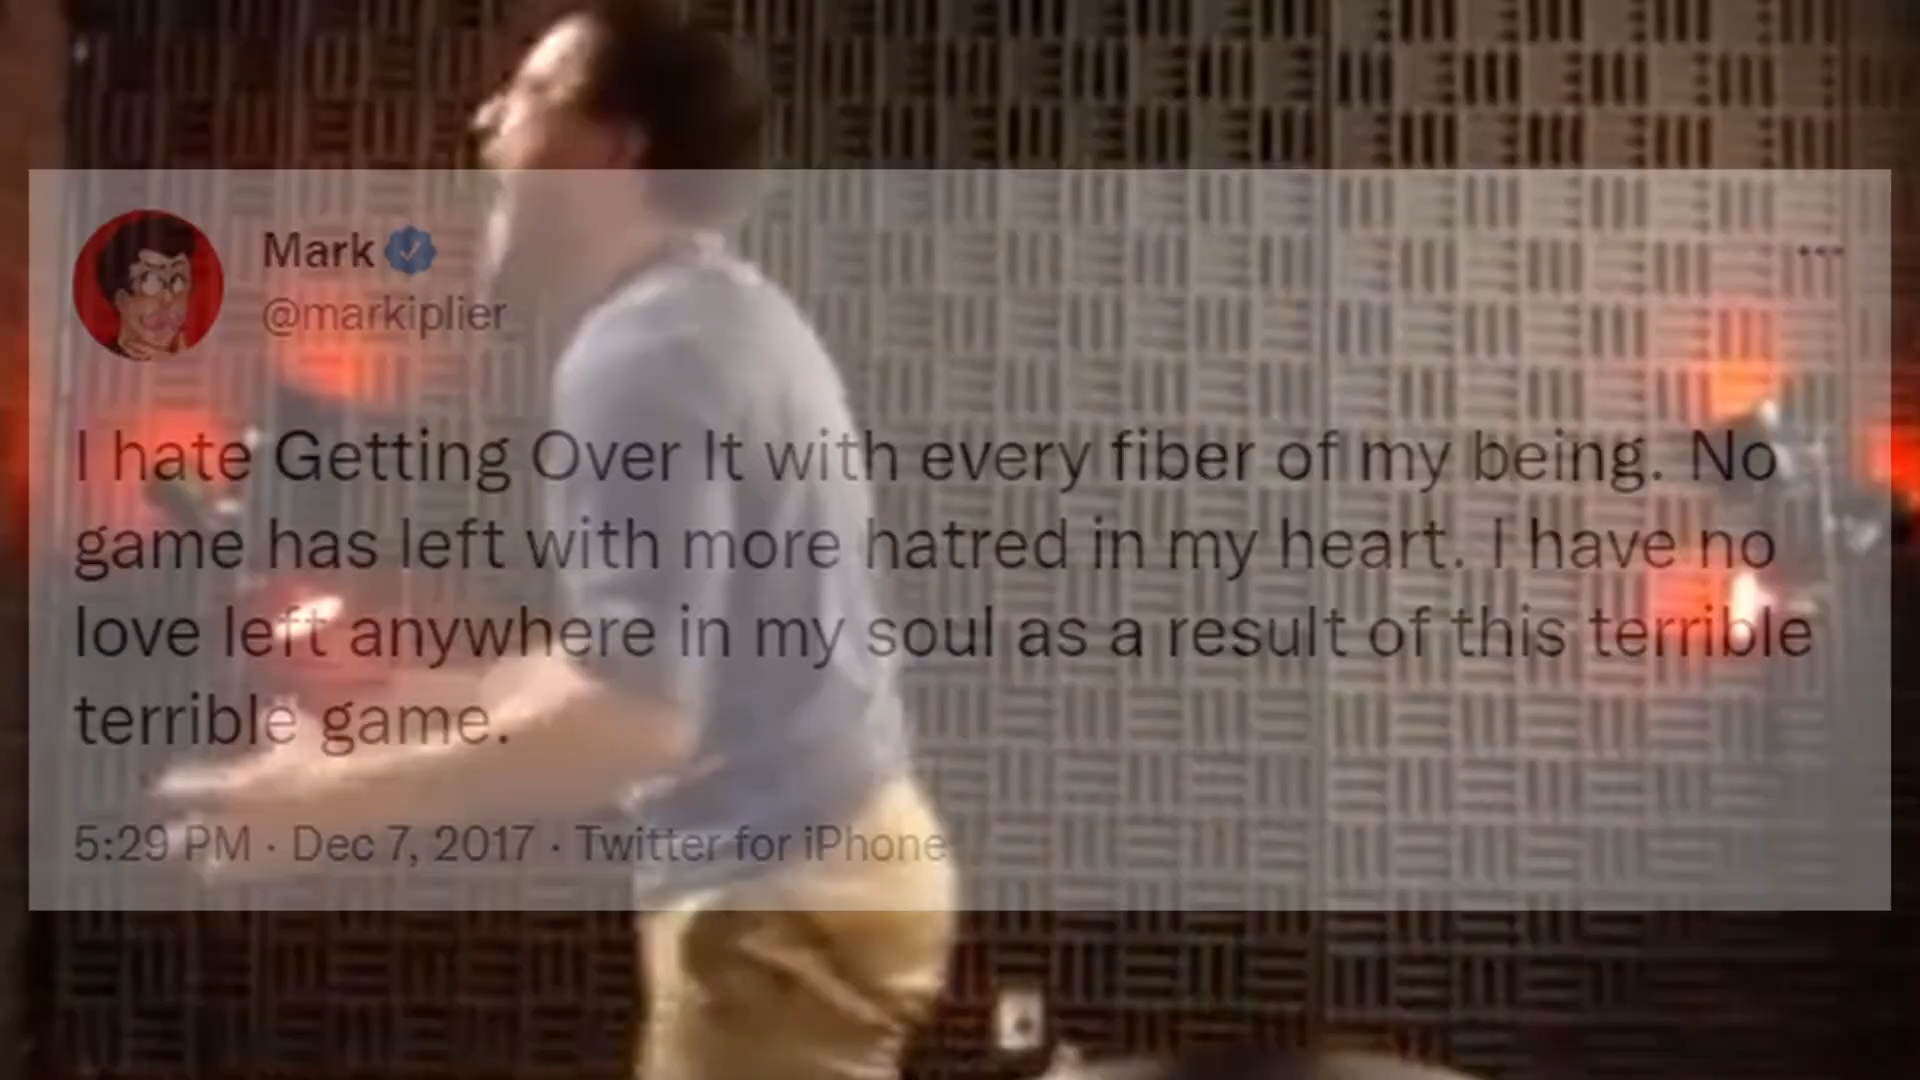 Mark
@markiplier
I hate Getting Over It with every fiber of my being. No
game has left with more hatred in my heart. I have no
love left anywhere in my soul as a result of this terrible
terrible game.
5:29 PM · Dec 7, 2017 · Twitter for iPhone